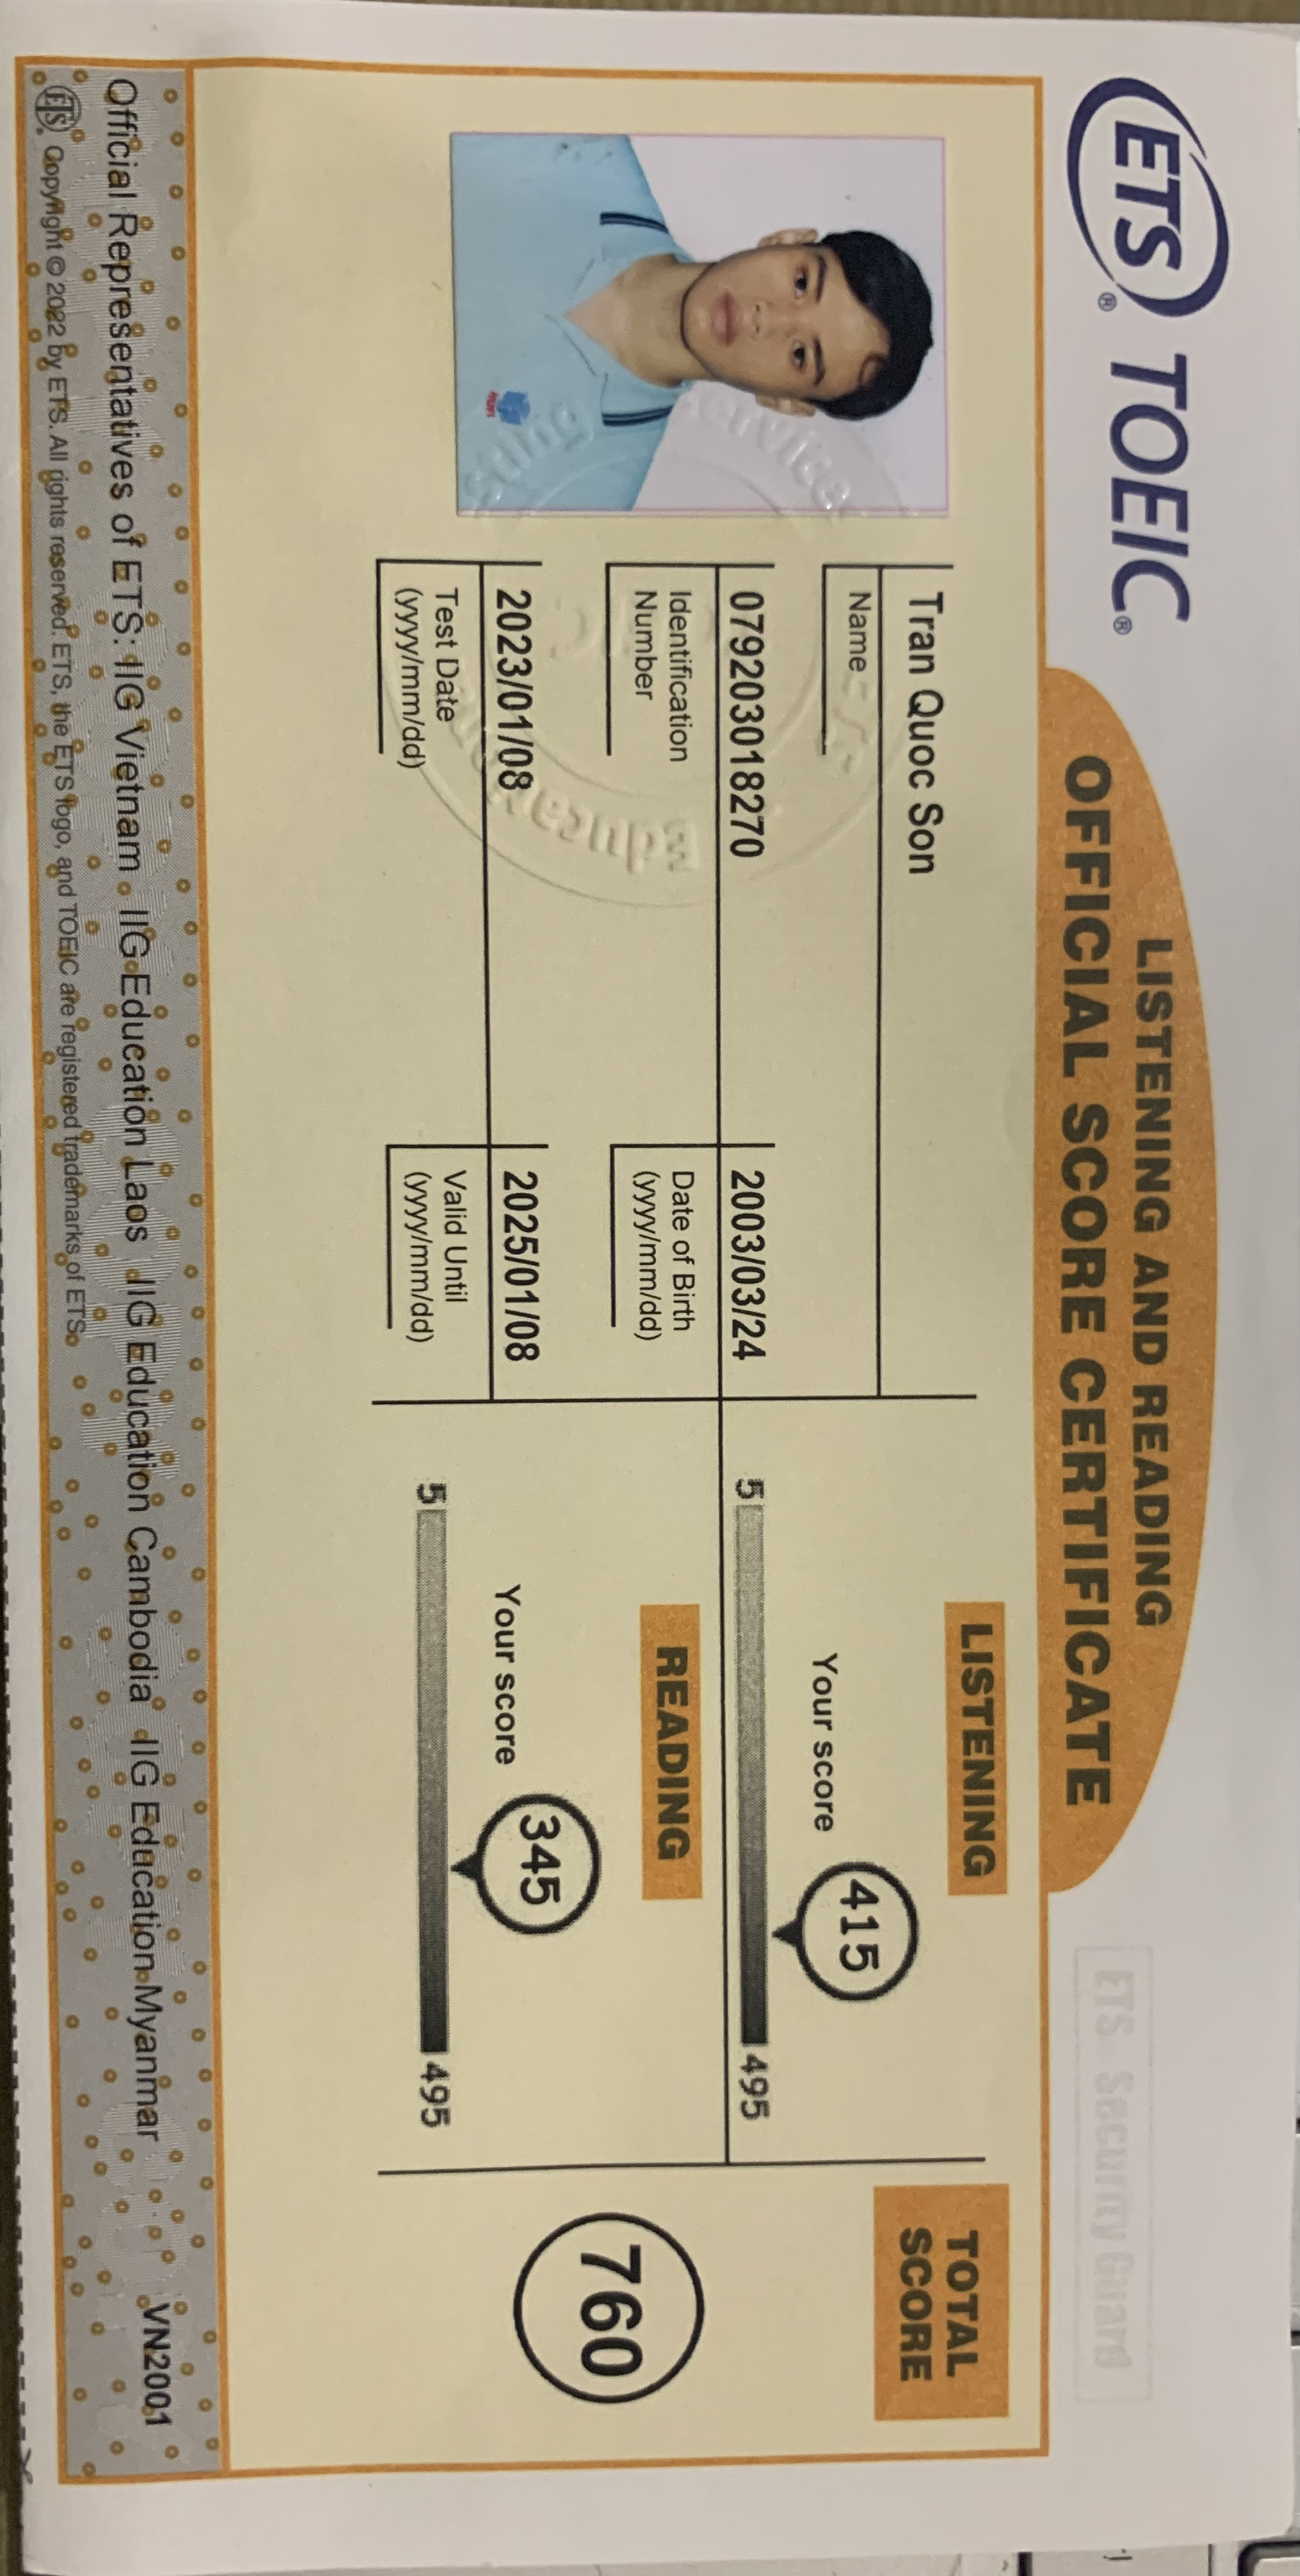 ETS® TOEIC®
LISTENING AND READING
OFFICIAL SCORE CERTIFICATE
ETS Security Guard
Tran Quoc Son
Name
079203018270
Identification
Number
2003/03/24
Date of Birth
(yyyy/mm/dd)
2023/01/08
Test Date
(yyyy/mm/dd)
2025/01/08
Valid Until
(yyyy/mm/dd)
LISTENING
Your score 415
5 495
READING
Your score 345
5 495
TOTAL
SCORE
760
Official Representatives of ETS: IIG Vietnam IIG Education Laos IIG Education Cambodia IIG Education Myanmar VN2001
ETS® Copyright © 2022 by ETS. All rights reserved. ETS, the ETS logo, and TOEIC are registered trademarks of ETS.